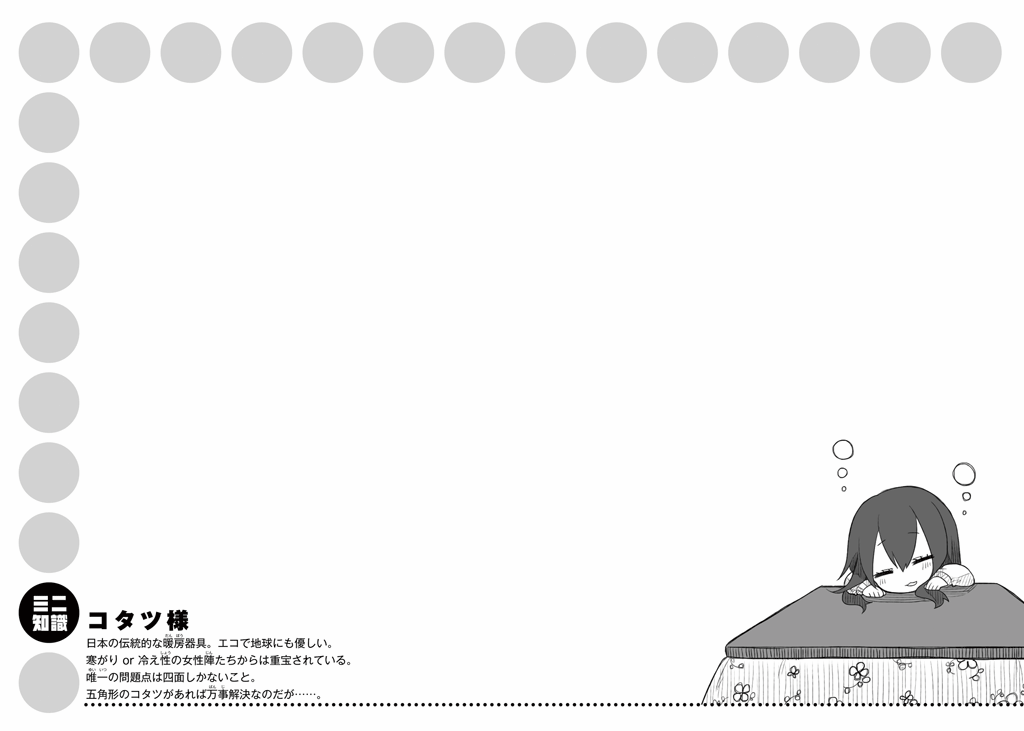 ミニ
知識
コタツ様
日本の伝統的な暖房器具。エコで地球にも優しい。
寒がり or 冷え性の女性陣たちからは重宝されている。
唯一の問題点は四面しかないこと。
五角形のコタツがあれば万事解決なのだが……。